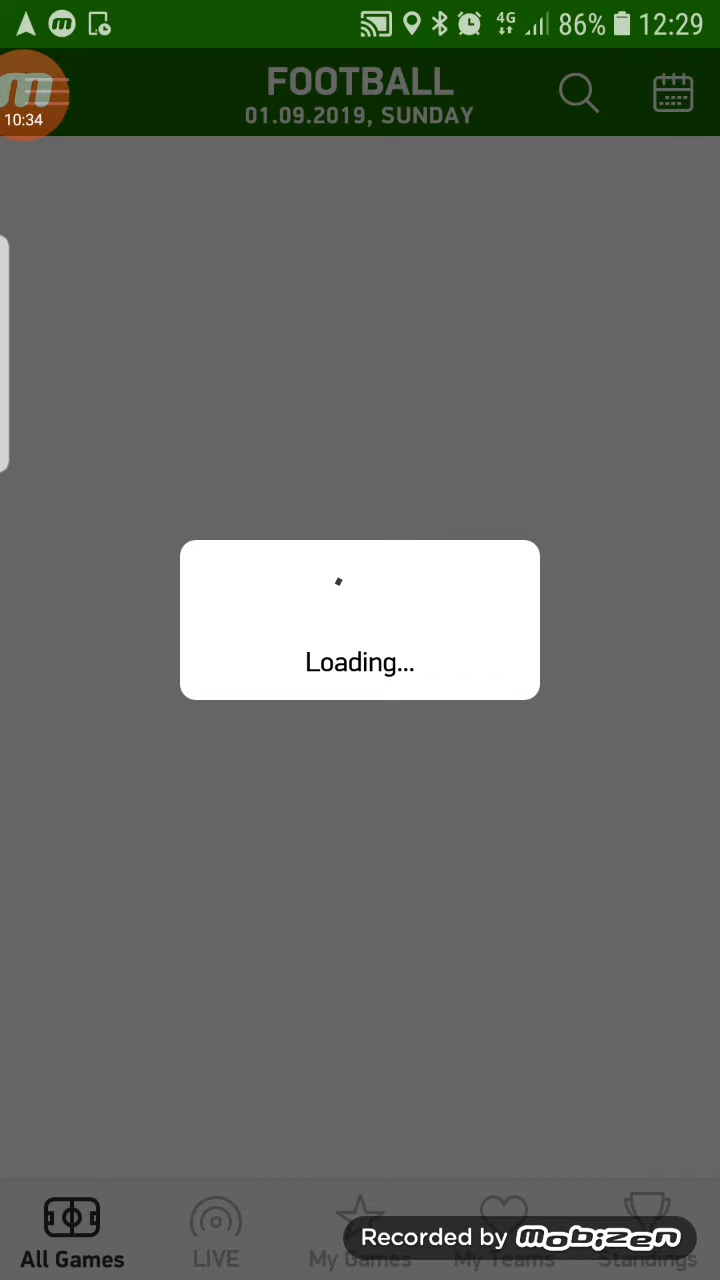 4G 86% 12:29
m
10:34
FOOTBALL
01.09.2019, SUNDAY
Loading...
All Games LIVE My Games My Teams Standings
Recorded by mobizen